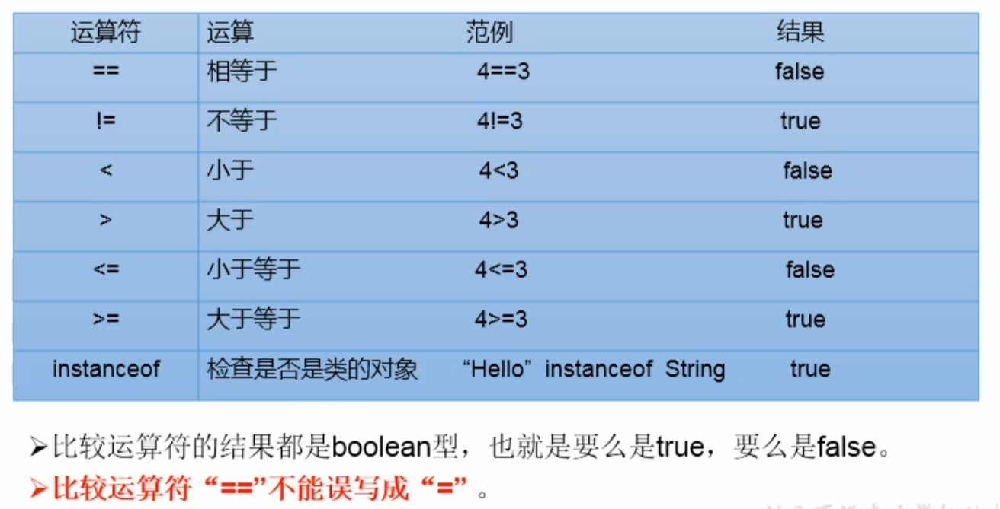 运算符 运算 范例 结果
== 相等于 4==3 false
!= 不等于 4!=3 true
< 小于 4<3 false
> 大于 4>3 true
<= 小于等于 4<=3 false
>= 大于等于 4>=3 true
instanceof 检查是否是类的对象 “Hello” instanceof String true
➢比较运算符的结果都是boolean型，也就是要么是true，要么是false。
➢比较运算符“==”不能误写成“=” 。